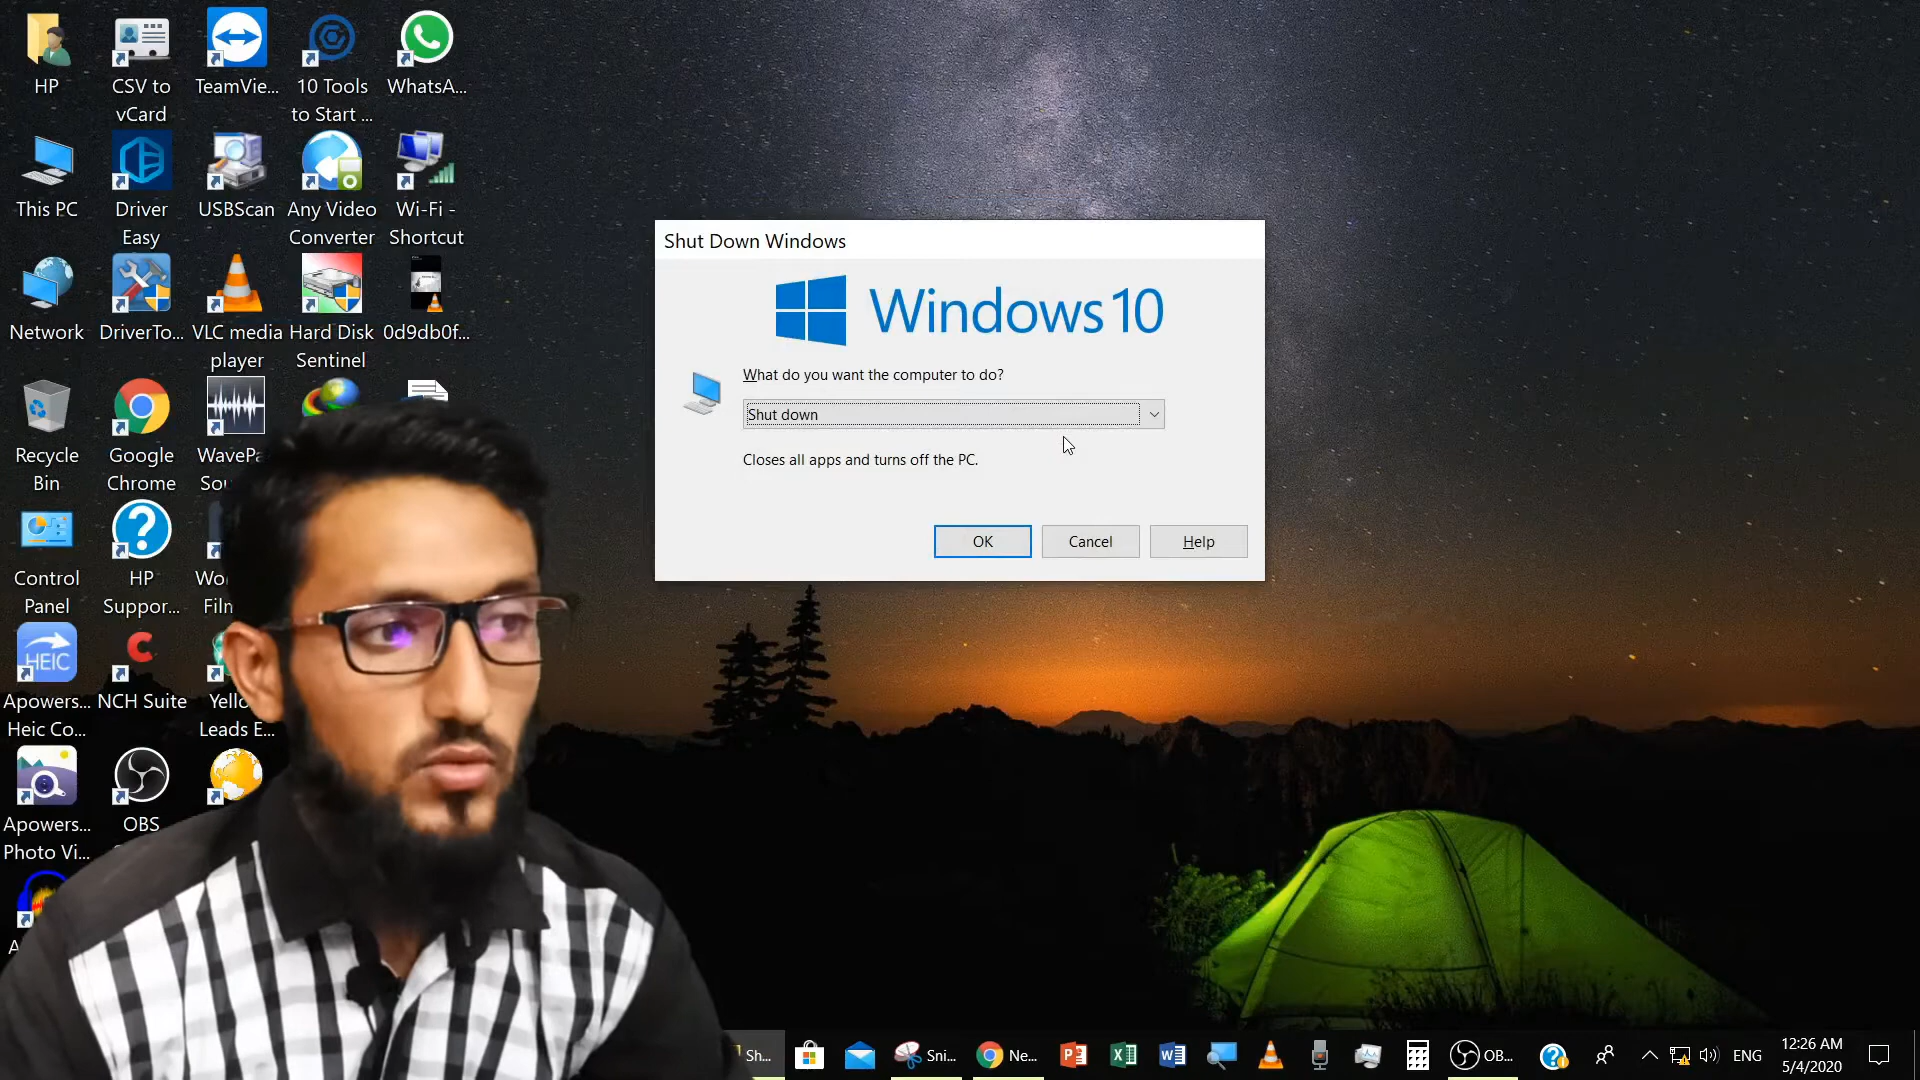 HP
CSV to
vCard
TeamVie...
10 Tools
to Start ...
WhatsA...
This PC
Driver
Easy
USBScan
Any Video
Converter
Wi-Fi -
Shortcut
Network
DriverTo...
VLC media
player
Hard Disk
Sentinel
0d9db0f...
Recycle
Bin
Google
Chrome
WavePa
Sou
Control
Panel
HP
Suppor...
Wo
Film
HEIC
Apowers...
Heic Co...
NCH Suite
Yello
Leads E...
Apowers...
Photo Vi...
OBS
A
Shut Down Windows
Windows 10
What do you want the computer to do?
Shut down
Closes all apps and turns off the PC.
OK
Cancel
Help
Sh...
Sni...
Ne...
OB...
ENG
12:26 AM
5/4/2020